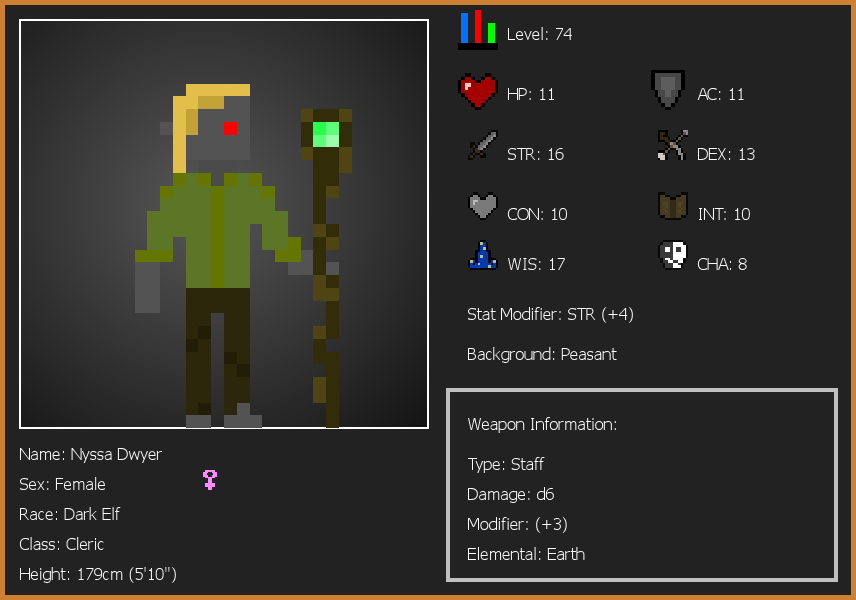 Level: 74
HP: 11
AC: 11
STR: 16
DEX: 13
CON: 10
INT: 10
WIS: 17
CHA: 8
Stat Modifier: STR (+4)
Background: Peasant
Weapon Information:
Type: Staff
Damage: d6
Modifier: (+3)
Elemental: Earth
Name: Nyssa Dwyer
Sex: Female
Race: Dark Elf
Class: Cleric
Height: 179cm (5'10")